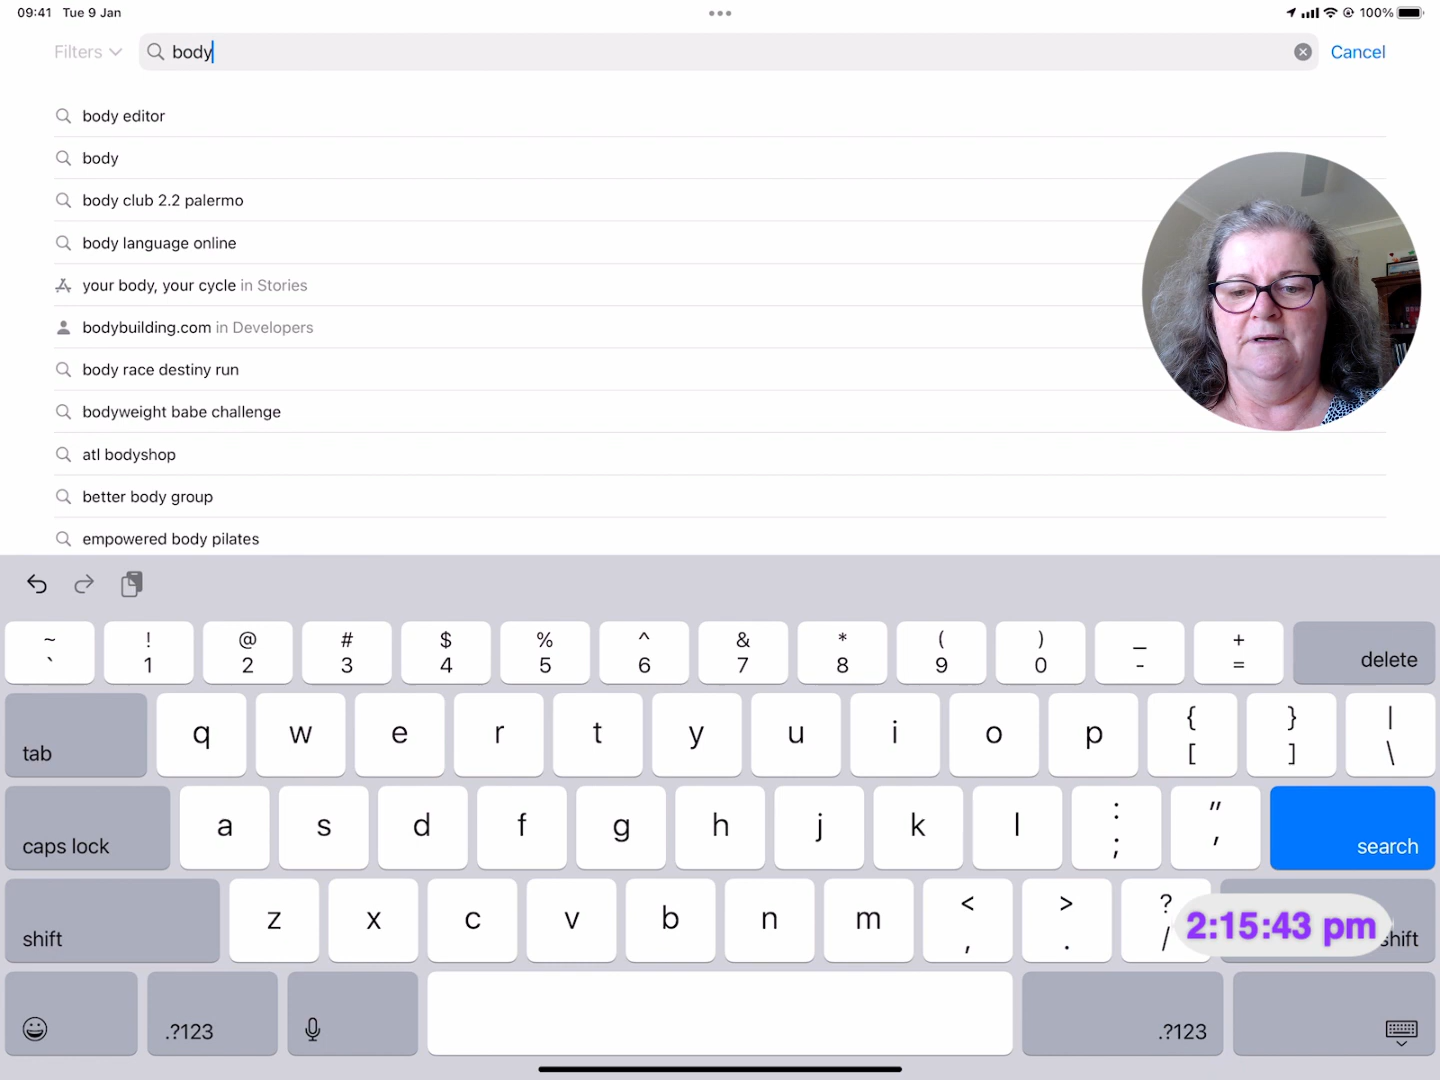 09:41 Tue 9 Jan
100%
Filters
body
Cancel
body editor
body
body club 2.2 palermo
body language online
your body, your cycle in Stories
bodybuilding.com in Developers
body race destiny run
bodyweight babe challenge
atl bodyshop
better body group
empowered body pilates
~ ! @ # $ % ^ & * ( ) _ +
` 1 2 3 4 5 6 7 8 9 0 - = delete
tab q w e r t y u i o p { [ } ] | \
caps lock a s d f g h j k l : ; " ' search
shift z x c v b n m < , > . ? / shift
2:15:43 pm
.?123 .?123